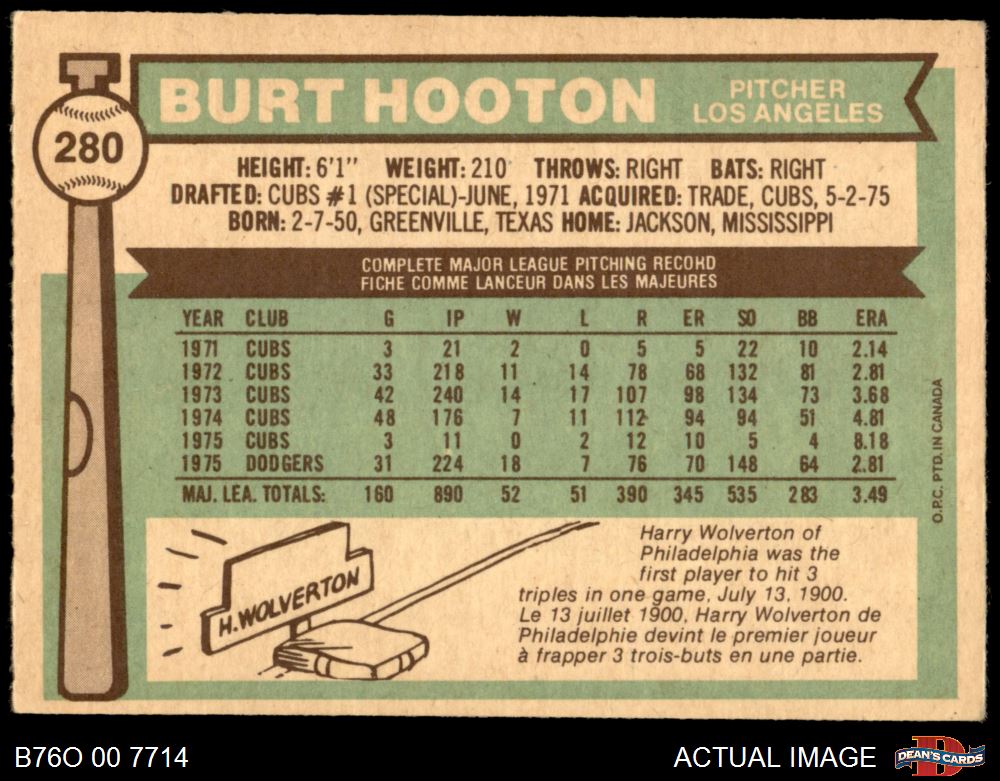 280
BURT HOOTON
PITCHER
LOS ANGELES
HEIGHT: 6'1" WEIGHT: 210 THROWS: RIGHT BATS: RIGHT
DRAFTED: CUBS #1 (SPECIAL)-JUNE, 1971 ACQUIRED: TRADE, CUBS, 5-2-75
BORN: 2-7-50, GREENVILLE, TEXAS HOME: JACKSON, MISSISSIPPI
COMPLETE MAJOR LEAGUE PITCHING RECORD
FICHE COMME LANCEUR DANS LES MAJEURES
YEAR CLUB G IP W L R ER SO BB ERA
1971 CUBS 3 21 2 0 5 5 22 10 2.14
1972 CUBS 33 218 11 14 78 68 132 81 2.81
1973 CUBS 42 240 14 17 107 98 134 73 3.68
1974 CUBS 48 176 7 11 112 94 94 51 4.81
1975 CUBS 3 11 0 2 12 10 5 4 8.18
1975 DODGERS 31 224 18 7 76 70 148 64 2.81
MAJ. LEA. TOTALS: 160 890 52 51 390 345 535 283 3.49
O.P.C. PTD. IN CANADA
H. WOLVERTON
Harry Wolverton of
Philadelphia was the
first player to hit 3
triples in one game, July 13, 1900.
Le 13 juillet 1900, Harry Wolverton de
Philadelphie devint le premier joueur
à frapper 3 trois-buts en une partie.
B76O 00 7714
ACTUAL IMAGE
D
DEAN'S CARDS